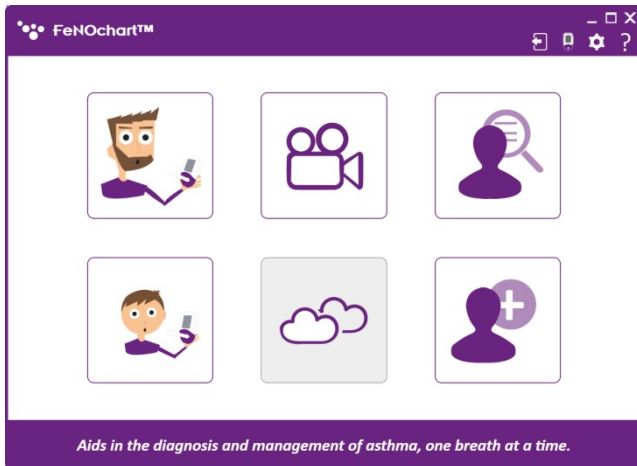 FeNOchart™
?
Aids in the diagnosis and management of asthma, one breath at a time.